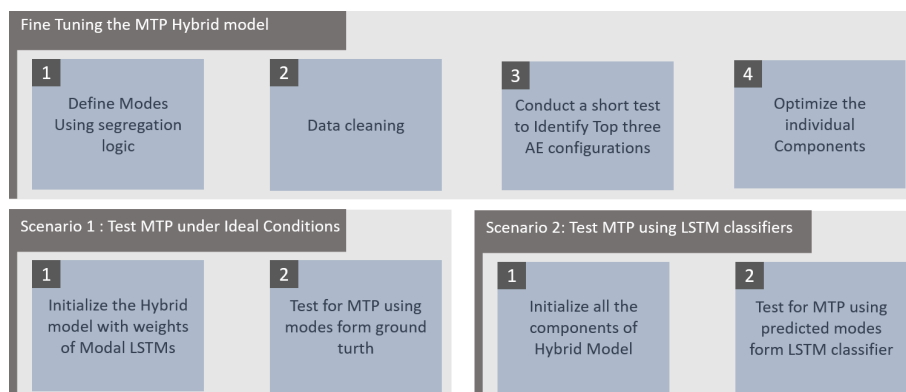 Fine Tuning the MTP Hybrid model
1
Define Modes
Using segregation
logic
2
Data cleaning
3
Conduct a short test
to Identify Top three
AE configurations
4
Optimize the
individual
Components
Scenario 1 : Test MTP under Ideal Conditions
1
Initialize the Hybrid
model with weights
of Modal LSTMs
2
Test for MTP using
modes form ground
turth
Scenario 2: Test MTP using LSTM classifiers
1
Initialize all the
components of
Hybrid Model
2
Test for MTP using
predicted modes
form LSTM classifier